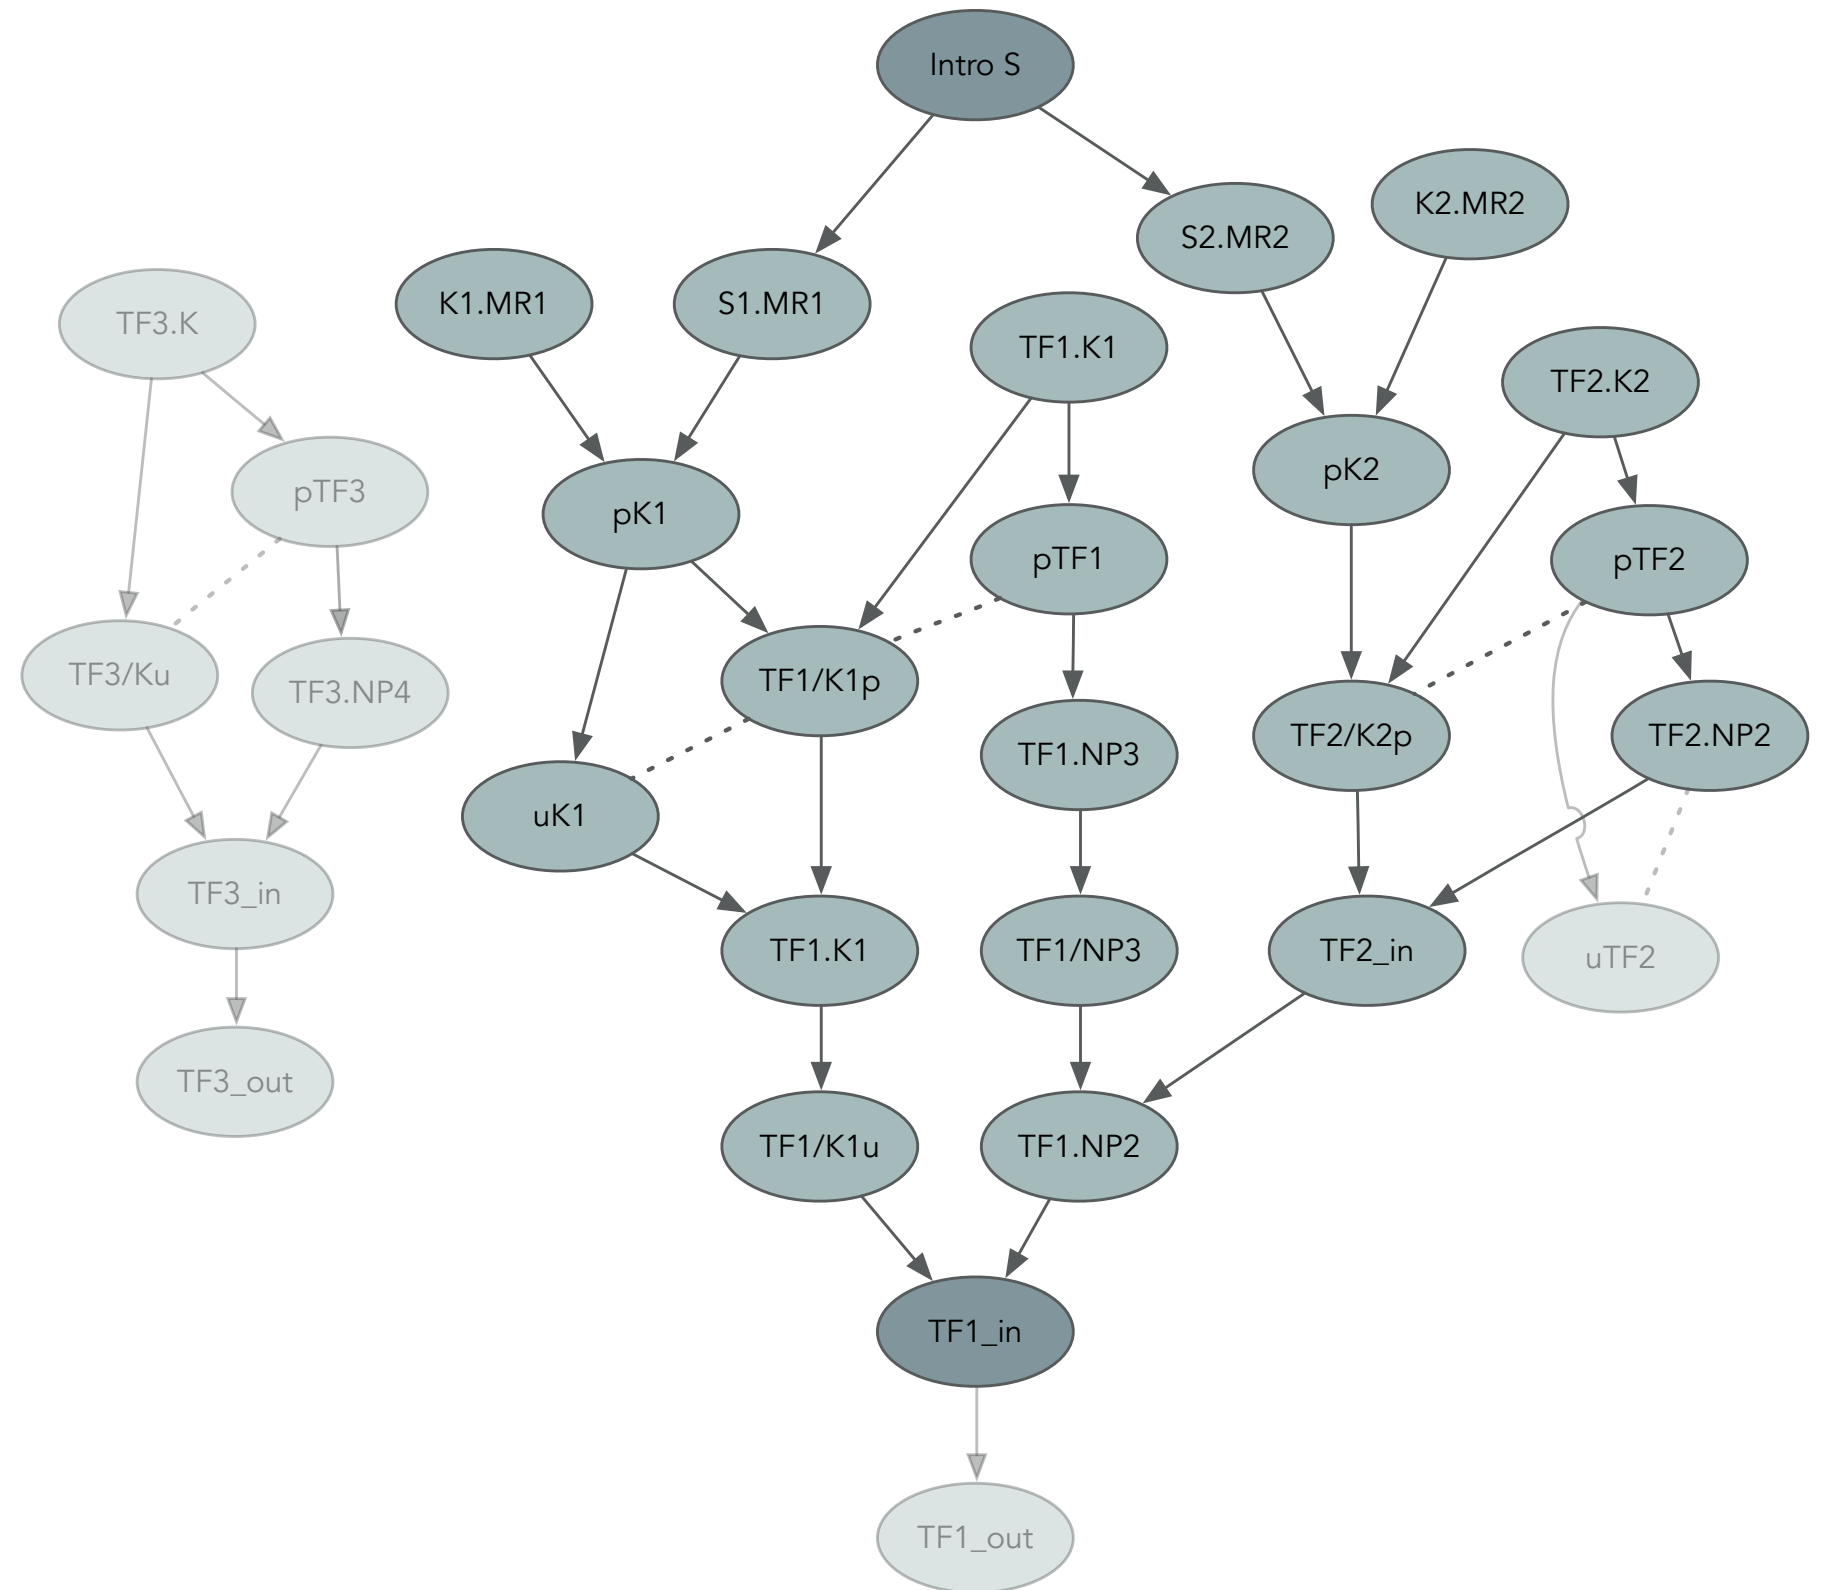 Intro S
K2.MR2
S2.MR2
K1.MR1
S1.MR1
TF3.K
TF1.K1
TF2.K2
pK2
pTF3
pK1
pTF1
pTF2
TF3/Ku
TF1/K1p
TF3.NP4
TF2/K2p
TF2.NP2
TF1.NP3
uK1
TF3_in
TF1.K1
TF1/NP3
TF2_in
uTF2
TF3_out
TF1/K1u
TF1.NP2
TF1_in
TF1_out